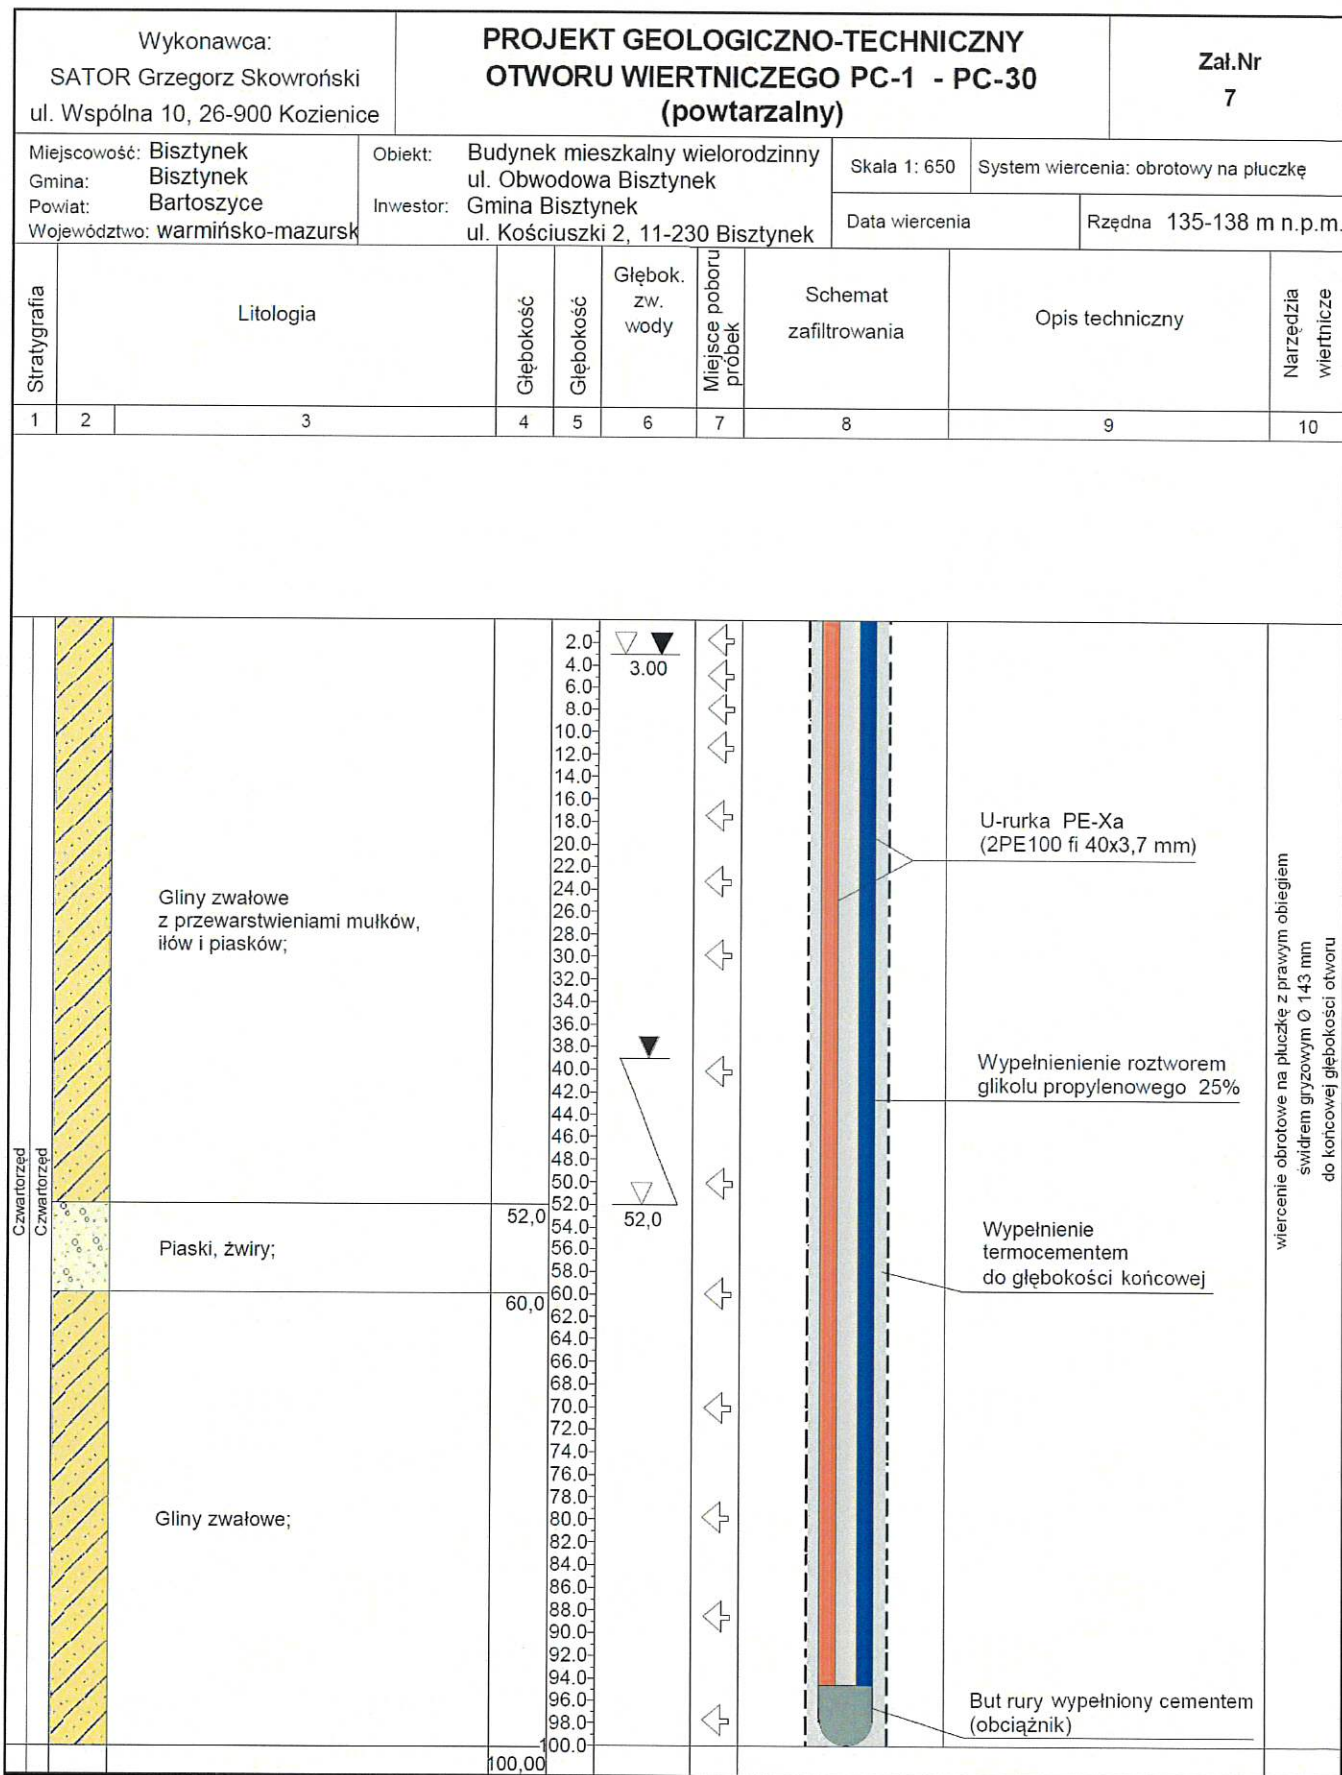 Wykonawca:
SATOR Grzegorz Skowroński
ul. Wspólna 10, 26-900 Kozienice
PROJEKT GEOLOGICZNO-TECHNICZNY
OTWORU WIERTNICZEGO PC-1 - PC-30
(powtarzalny)
Zał.Nr
7
Miejscowość: Bisztynek
Gmina: Bisztynek
Powiat: Bartoszyce
Województwo: warmińsko-mazursk
Obiekt: Budynek mieszkalny wielorodzinny
ul. Obwodowa Bisztynek
Inwestor: Gmina Bisztynek
ul. Kościuszki 2, 11-230 Bisztynek
Skala 1: 650
System wiercenia: obrotowy na płuczkę
Data wiercenia
Rzędna 135-138 m n.p.m.
Stratygrafia
Litologia
Głębokość
Głębokość
Głębok.
zw.
wody
Miejsce poboru
próbek
Schemat
zafiltrowania
Opis techniczny
Narzędzia
wiertnicze
1 2 3 4 5 6 7 8 9 10
Czwartorzęd
Czwartorzęd
Gliny zwałowe
z przewarstwieniami mułków,
iłów i piasków;
Piaski, żwiry;
Gliny zwałowe;
52,0
60,0
100,00
2.0
4.0
6.0
8.0
10.0
12.0
14.0
16.0
18.0
20.0
22.0
24.0
26.0
28.0
30.0
32.0
34.0
36.0
38.0
40.0
42.0
44.0
46.0
48.0
50.0
52.0
54.0
56.0
58.0
60.0
62.0
64.0
66.0
68.0
70.0
72.0
74.0
76.0
78.0
80.0
82.0
84.0
86.0
88.0
90.0
92.0
94.0
96.0
98.0
100.0
3.00
52,0
U-rurka PE-Xa
(2PE100 fi 40x3,7 mm)
Wypełnienienie roztworem
glikolu propylenowego 25%
Wypełnienie
termocementem
do głębokości końcowej
But rury wypełniony cementem
(obciążnik)
wiercenie obrotowe na płuczkę z prawym obiegiem
świdrem gryzowym Ø 143 mm
do końcowej głębokości otworu